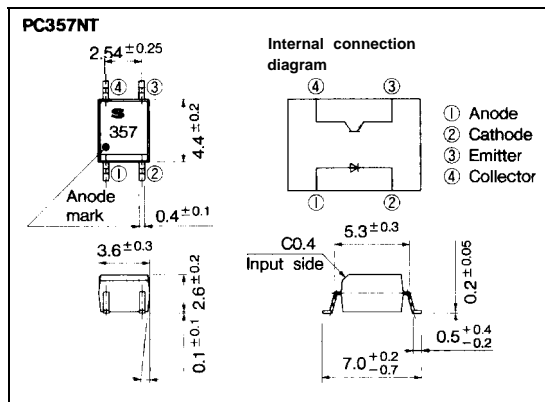 PC357NT
2.54±0.25
④ ③
S
357
4.4±0.2
① ②
Anode
mark
0.4±0.1
Internal connection
diagram
④ ③
① Anode
② Cathode
③ Emitter
④ Collector
① ②
3.6±0.3
2.6±0.2
0.1±0.1
C0.4
Input side
5.3±0.3
0.2±0.05
0.5+0.4−0.2
7.0+0.2−0.7